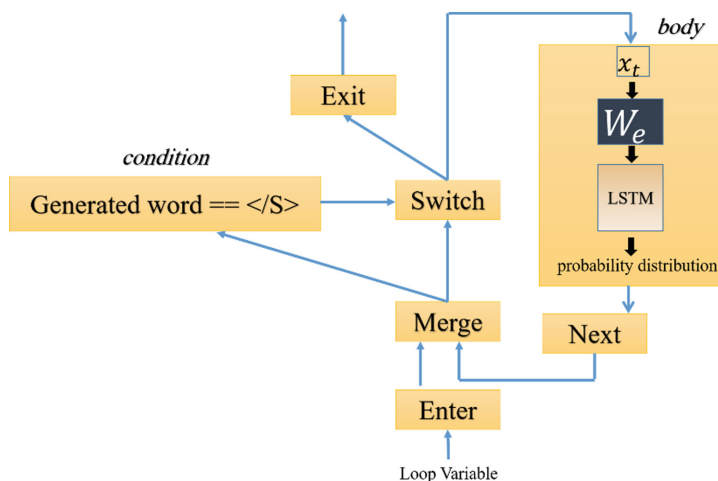 body
x_t
Exit
W_e
condition
Generated word == </S>
Switch
LSTM
probability distribution
Merge
Next
Enter
Loop Variable